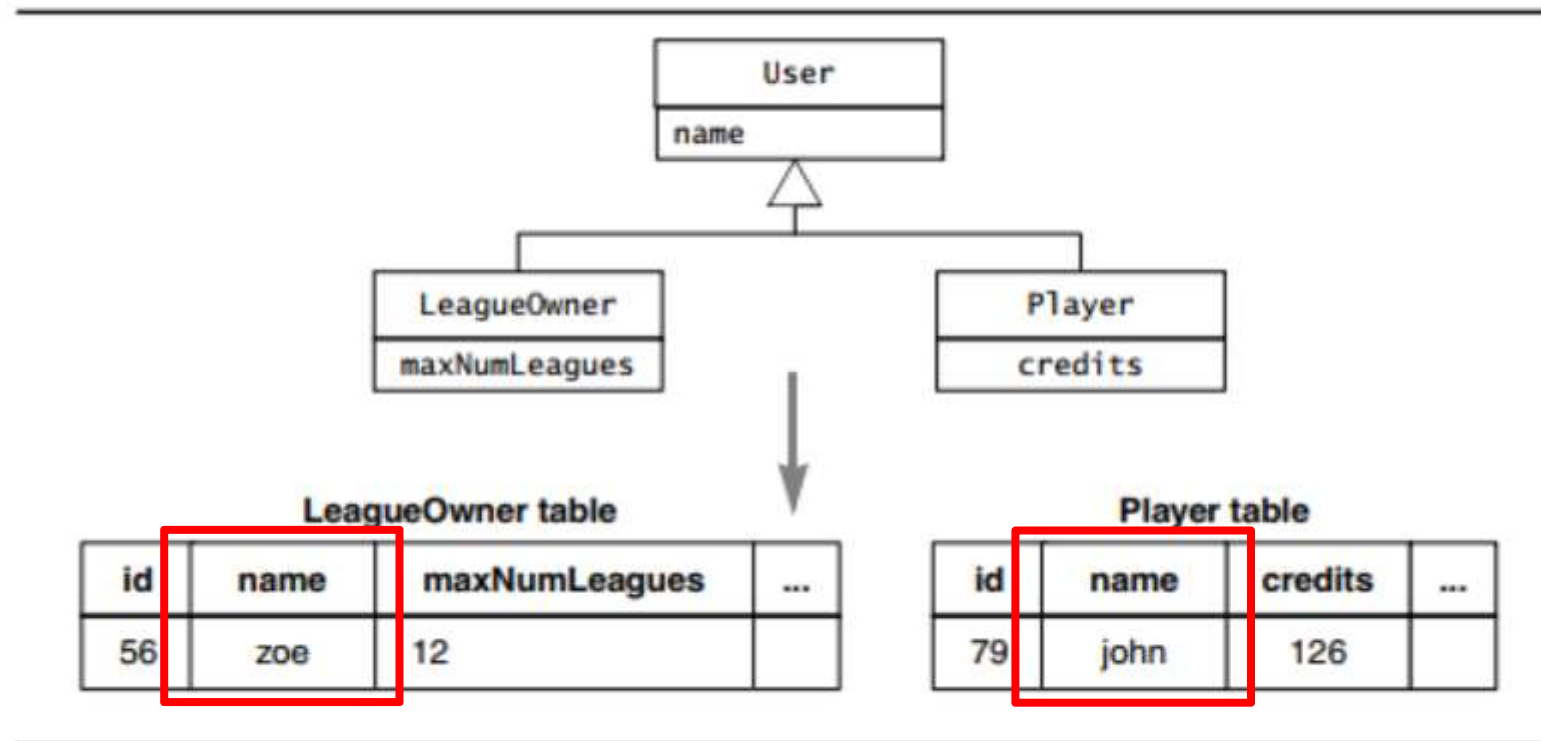 User
name
LeagueOwner
Player
maxNumLeagues
credits
LeagueOwner table
Player table
id name maxNumLeagues ...
id name credits ...
56 zoe 12
79 john 126